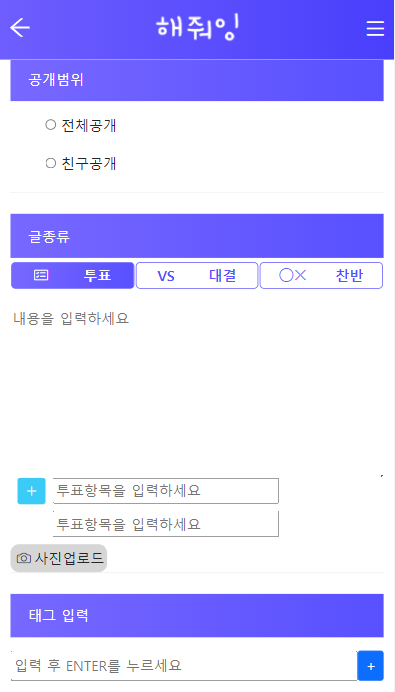 해줘잉
공개범위
전체공개
친구공개
글종류
투표 VS 대결 ○× 찬반
내용을 입력하세요
+ 투표항목을 입력하세요
투표항목을 입력하세요
사진업로드
태그 입력
입력 후 ENTER를 누르세요 +